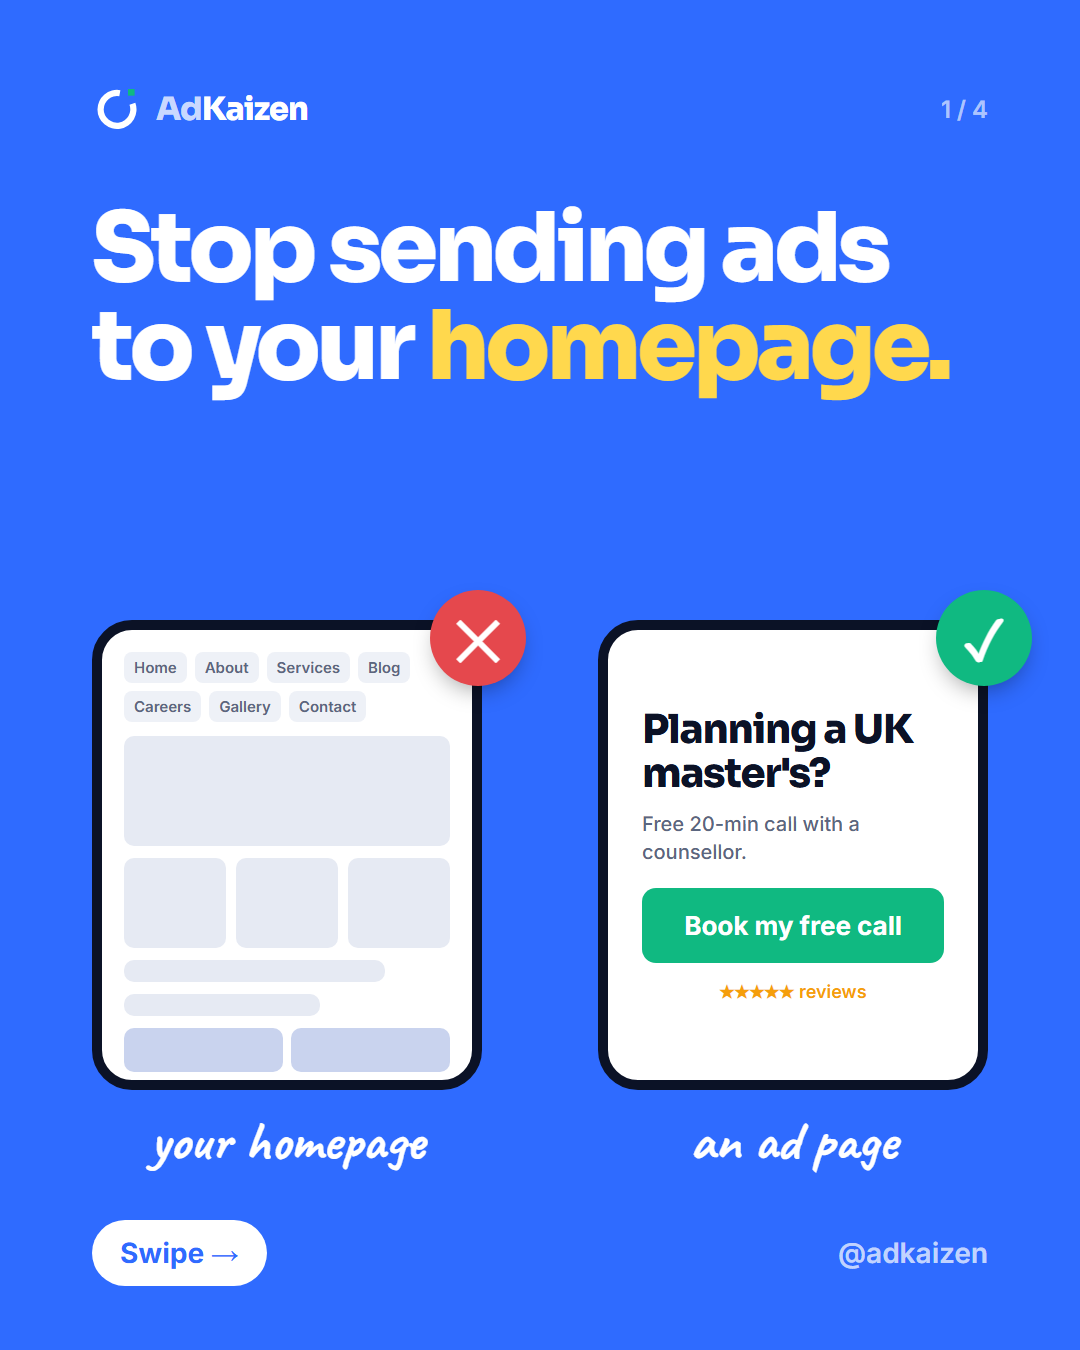 AdKaizen
1 / 4
Stop sending ads
to your homepage.
Home About Services Blog
Careers Gallery Contact
Planning a UK
master's?
Free 20-min call with a
counsellor.
Book my free call
★★★★★ reviews
your homepage
an ad page
Swipe →
@adkaizen